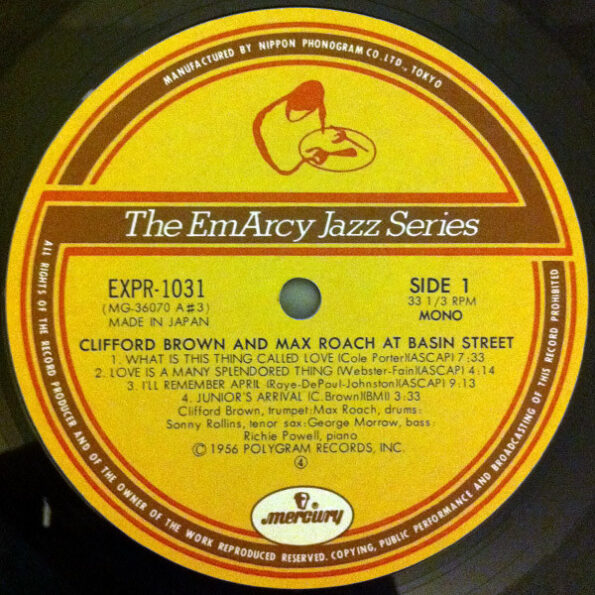 MANUFACTURED BY NIPPON PHONOGRAM CO. LTD., TOKYO
The EmArcy Jazz Series
EXPR-1031
(MG-36070 A#3)
MADE IN JAPAN
SIDE 1
33 1/3 RPM
MONO
CLIFFORD BROWN AND MAX ROACH AT BASIN STREET
1. WHAT IS THIS THING CALLED LOVE (Cole Porter)(ASCAP) 7:33
2. LOVE IS A MANY SPLENDORED THING (Webster-Fain)(ASCAP) 4:14
3. I'LL REMEMBER APRIL (Raye-DePaul-Johnston)(ASCAP) 9:13
4. JUNIOR'S ARRIVAL (C. Brown)(BMI) 3:33
Clifford Brown, trumpet: Max Roach, drums:
Sonny Rollins, tenor sax: George Morrow, bass:
Richie Powell, piano
Ⓒ 1956 POLYGRAM RECORDS, INC.
④
mercury
ALL RIGHTS OF THE RECORD PRODUCER AND OF THE OWNER OF THE WORK REPRODUCED RESERVED. COPYING, PUBLIC PERFORMANCE AND BROADCASTING OF THIS RECORD PROHIBITED